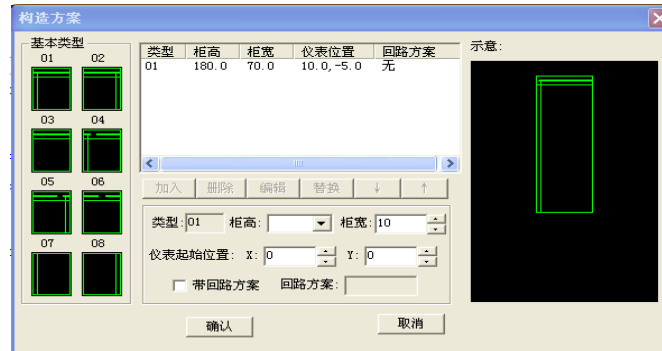 构造方案
基本类型
01 02
03 04
05 06
07 08
类型 柜高 柜宽 仪表位置 回路方案
01 180.0 70.0 10.0,-5.0 无
加入 删除 编辑 替换 ↓ ↑
类型:01 柜高: 柜宽:10
仪表起始位置: X:0 Y:0
带回路方案 回路方案:
确认 取消
示意: